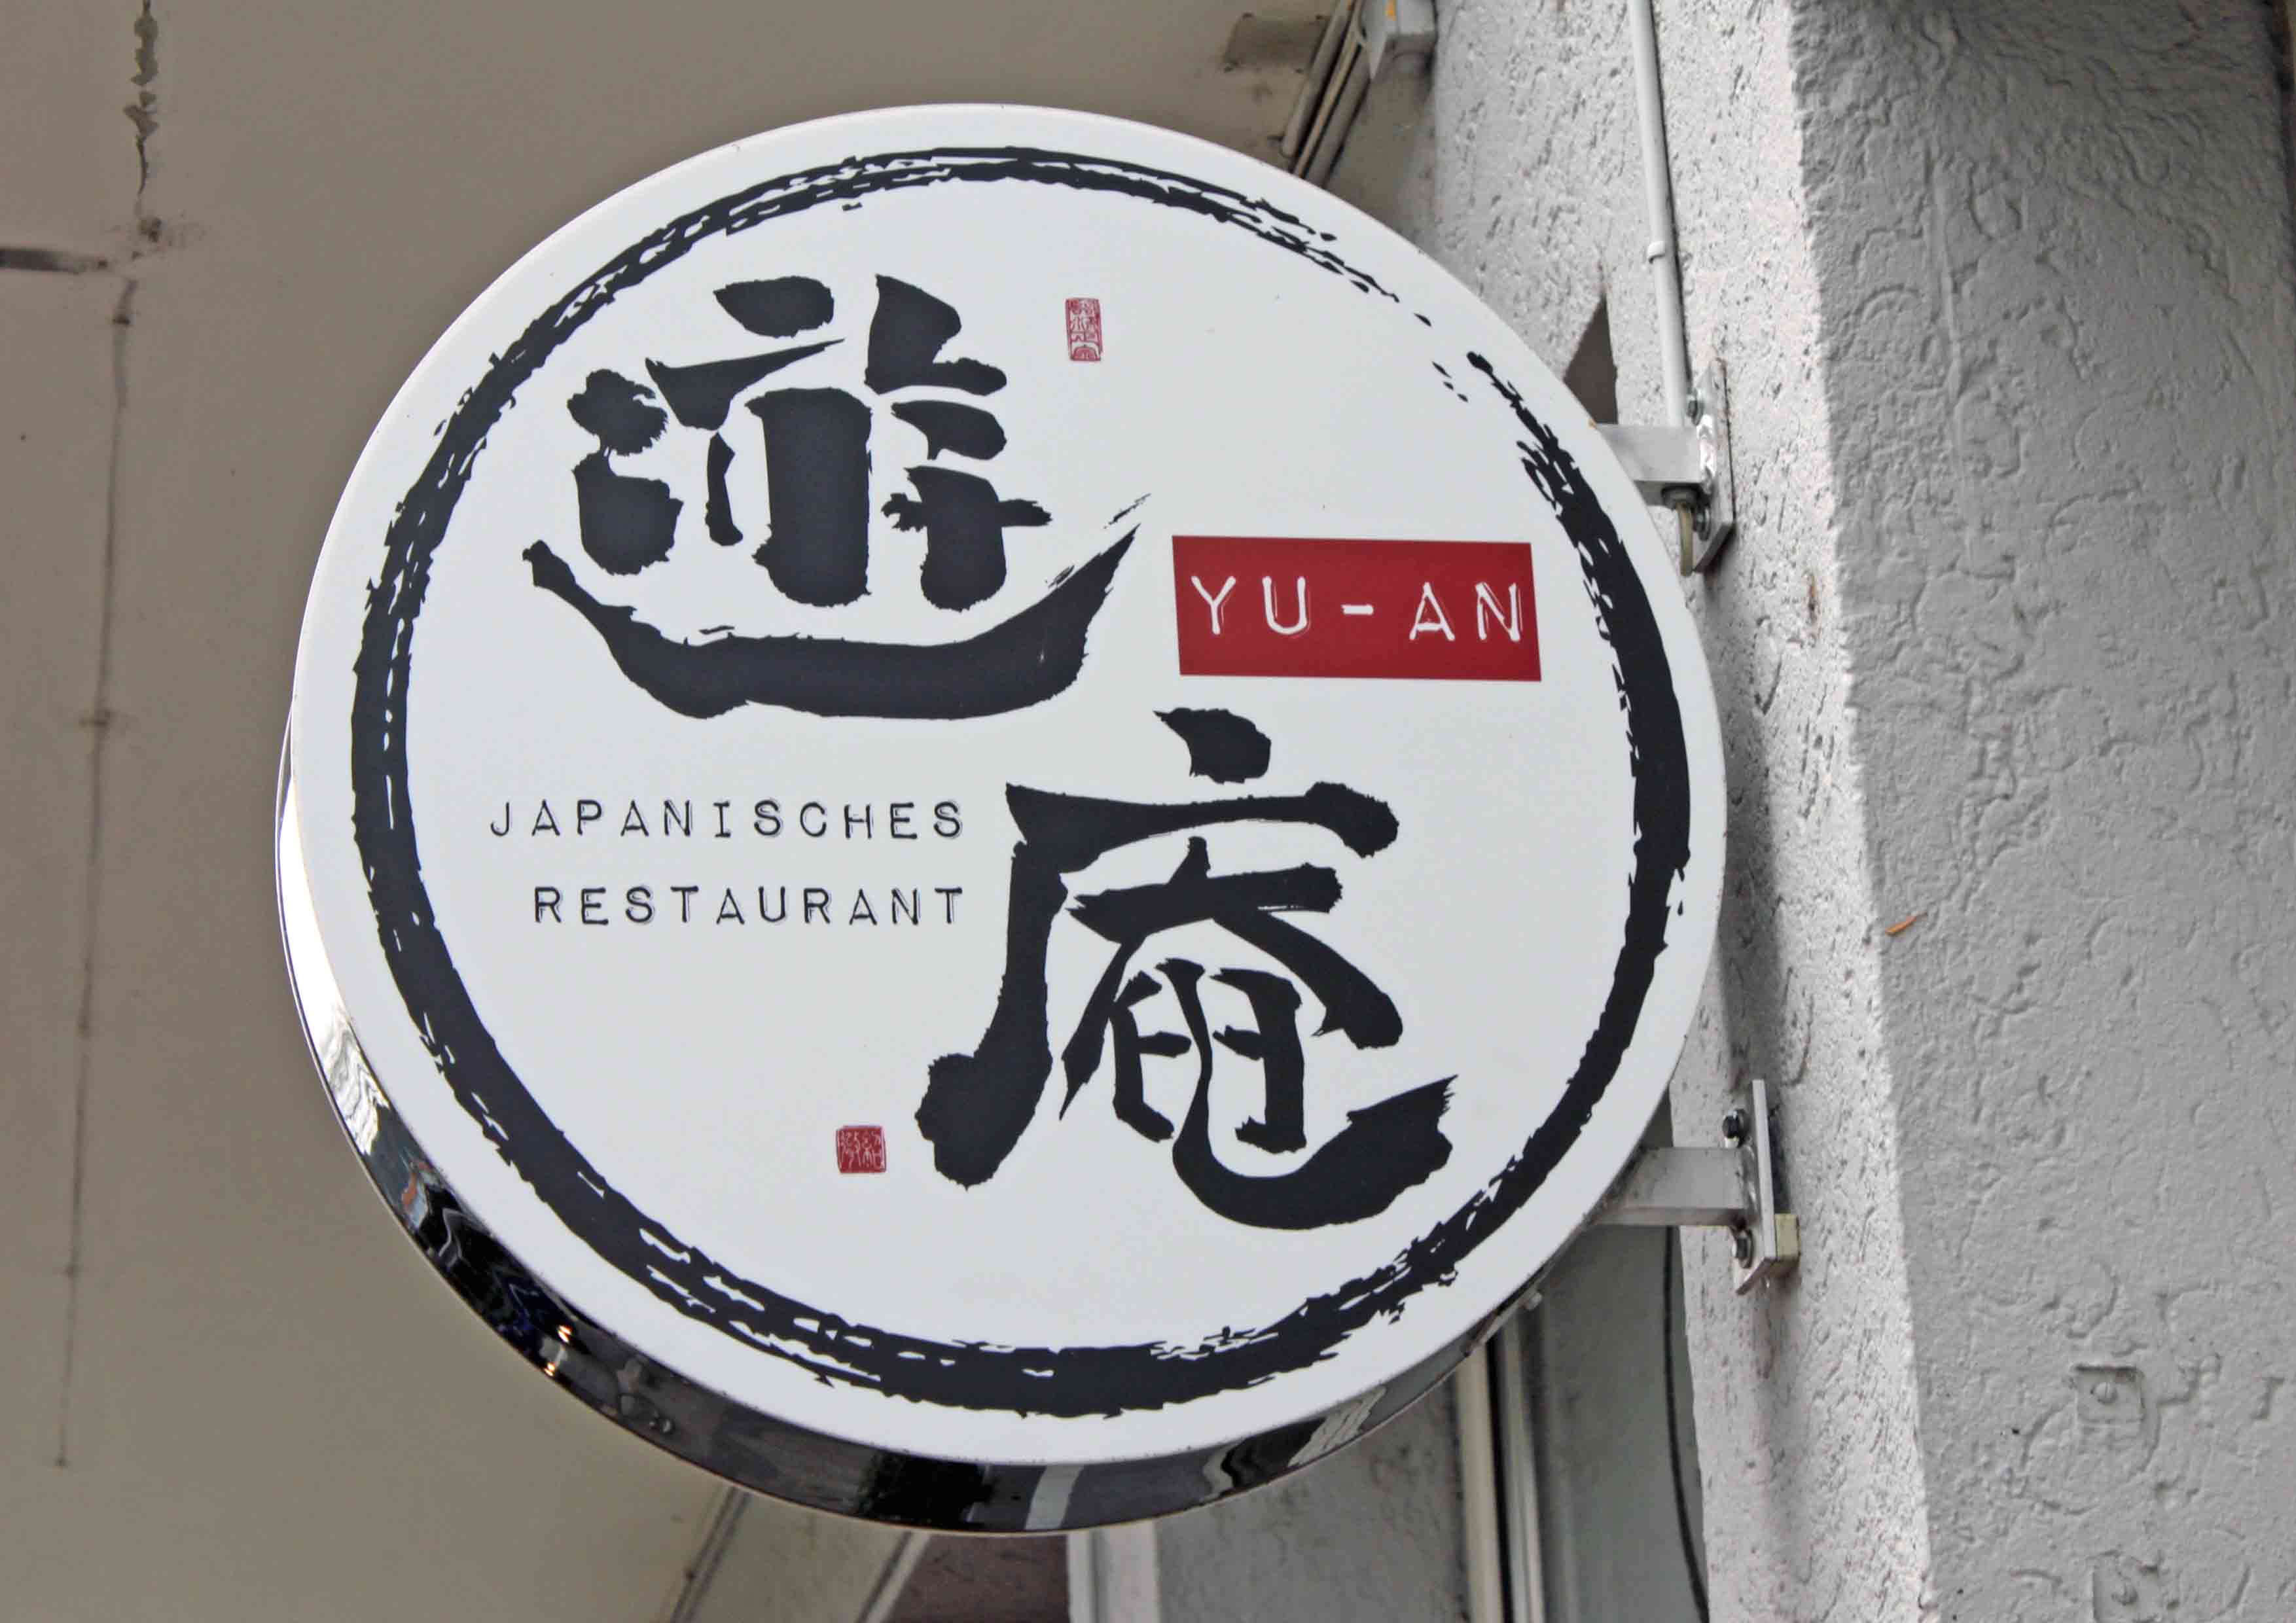 遊
YU-AN
庵
JAPANISCHES
RESTAURANT